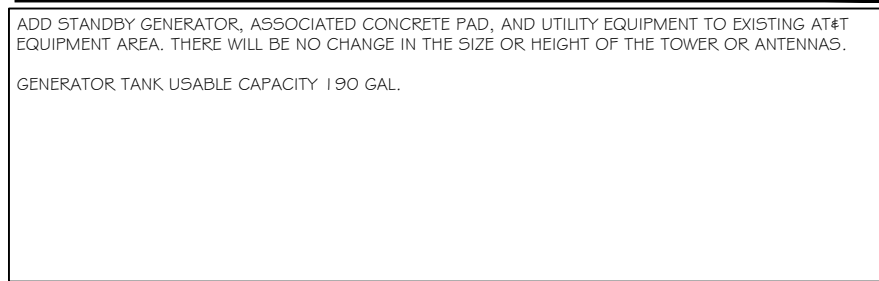 ADD STANDBY GENERATOR, ASSOCIATED CONCRETE PAD, AND UTILITY EQUIPMENT TO EXISTING AT&T
EQUIPMENT AREA. THERE WILL BE NO CHANGE IN THE SIZE OR HEIGHT OF THE TOWER OR ANTENNAS.
GENERATOR TANK USABLE CAPACITY 190 GAL.